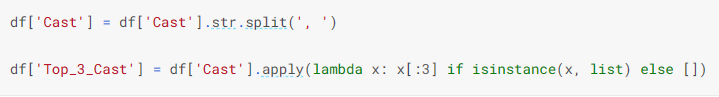 df['Cast'] = df['Cast'].str.split(', ')
df['Top_3_Cast'] = df['Cast'].apply(lambda x: x[:3] if isinstance(x, list) else [])